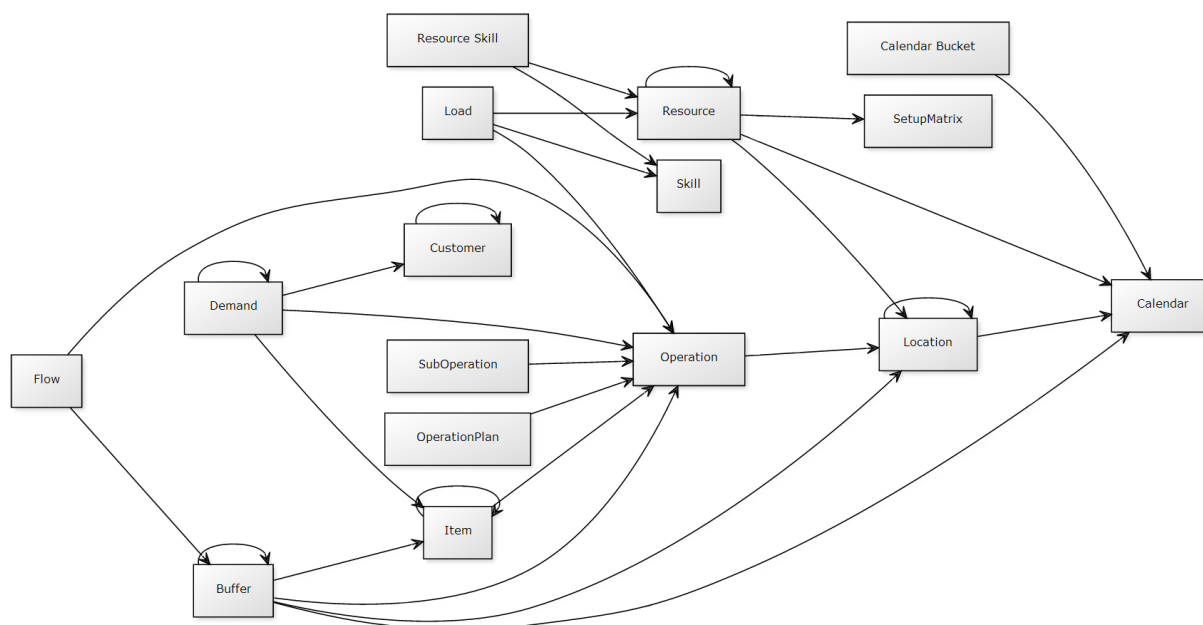 Resource Skill
Calendar Bucket
Load
Resource
SetupMatrix
Skill
Customer
Demand
Calendar
Location
Operation
SubOperation
Flow
OperationPlan
Item
Buffer